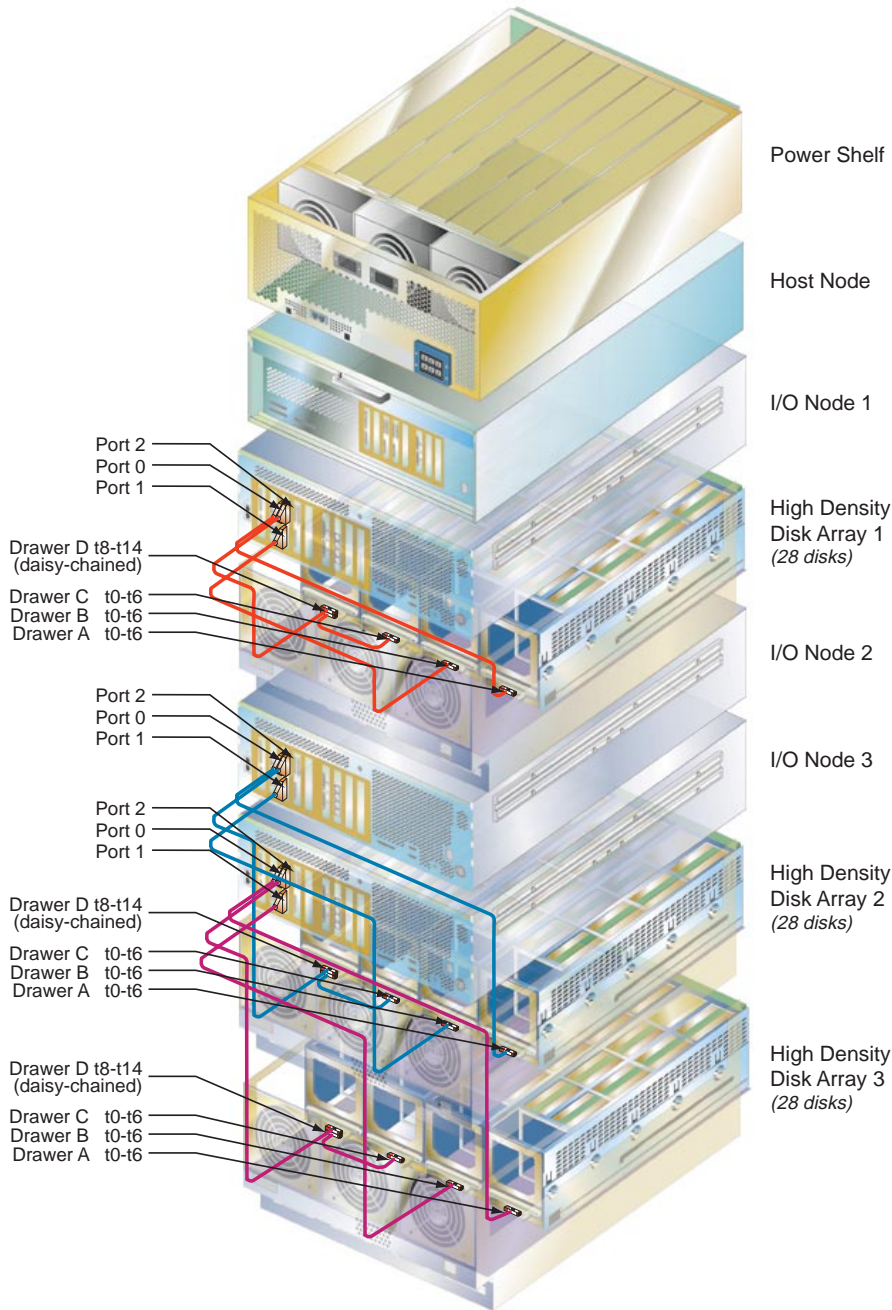 Power Shelf
Host Node
I/O Node 1
Port 2
Port 0
Port 1
High Density
Disk Array 1
(28 disks)
Drawer D t8-t14
(daisy-chained)
Drawer C t0-t6
Drawer B t0-t6
Drawer A t0-t6
I/O Node 2
Port 2
Port 0
Port 1
I/O Node 3
Port 2
Port 0
Port 1
High Density
Disk Array 2
(28 disks)
Drawer D t8-t14
(daisy-chained)
Drawer C t0-t6
Drawer B t0-t6
Drawer A t0-t6
High Density
Disk Array 3
(28 disks)
Drawer D t8-t14
(daisy-chained)
Drawer C t0-t6
Drawer B t0-t6
Drawer A t0-t6